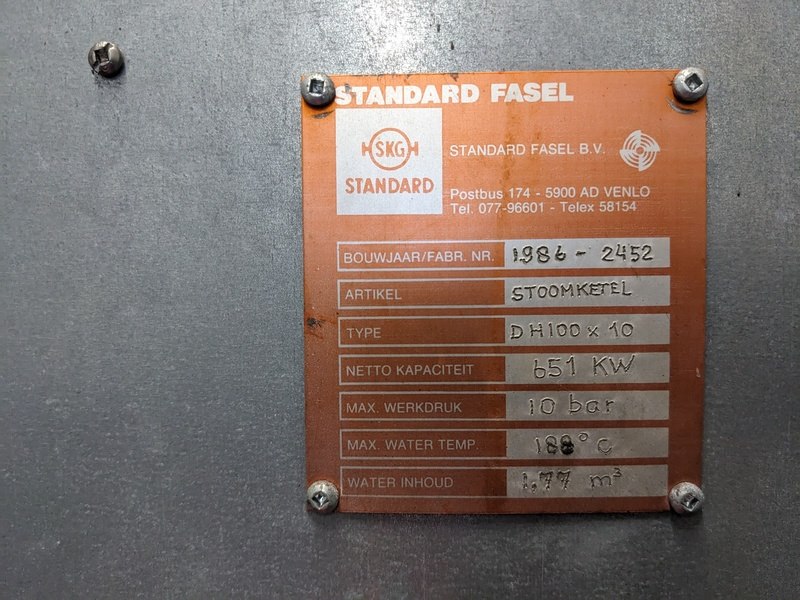 STANDARD FASEL
SKG
STANDARD
STANDARD FASEL B.V.
Postbus 174 - 5900 AD VENLO
Tel. 077-96601 - Telex 58154
BOUWJAAR/FABR. NR. 1986 - 2452
ARTIKEL STOOMKETEL
TYPE DH100 x 10
NETTO KAPACITEIT 651 KW
MAX. WERKDRUK 10 bar
MAX. WATER TEMP. 188° C
WATER INHOUD 1,77 m³